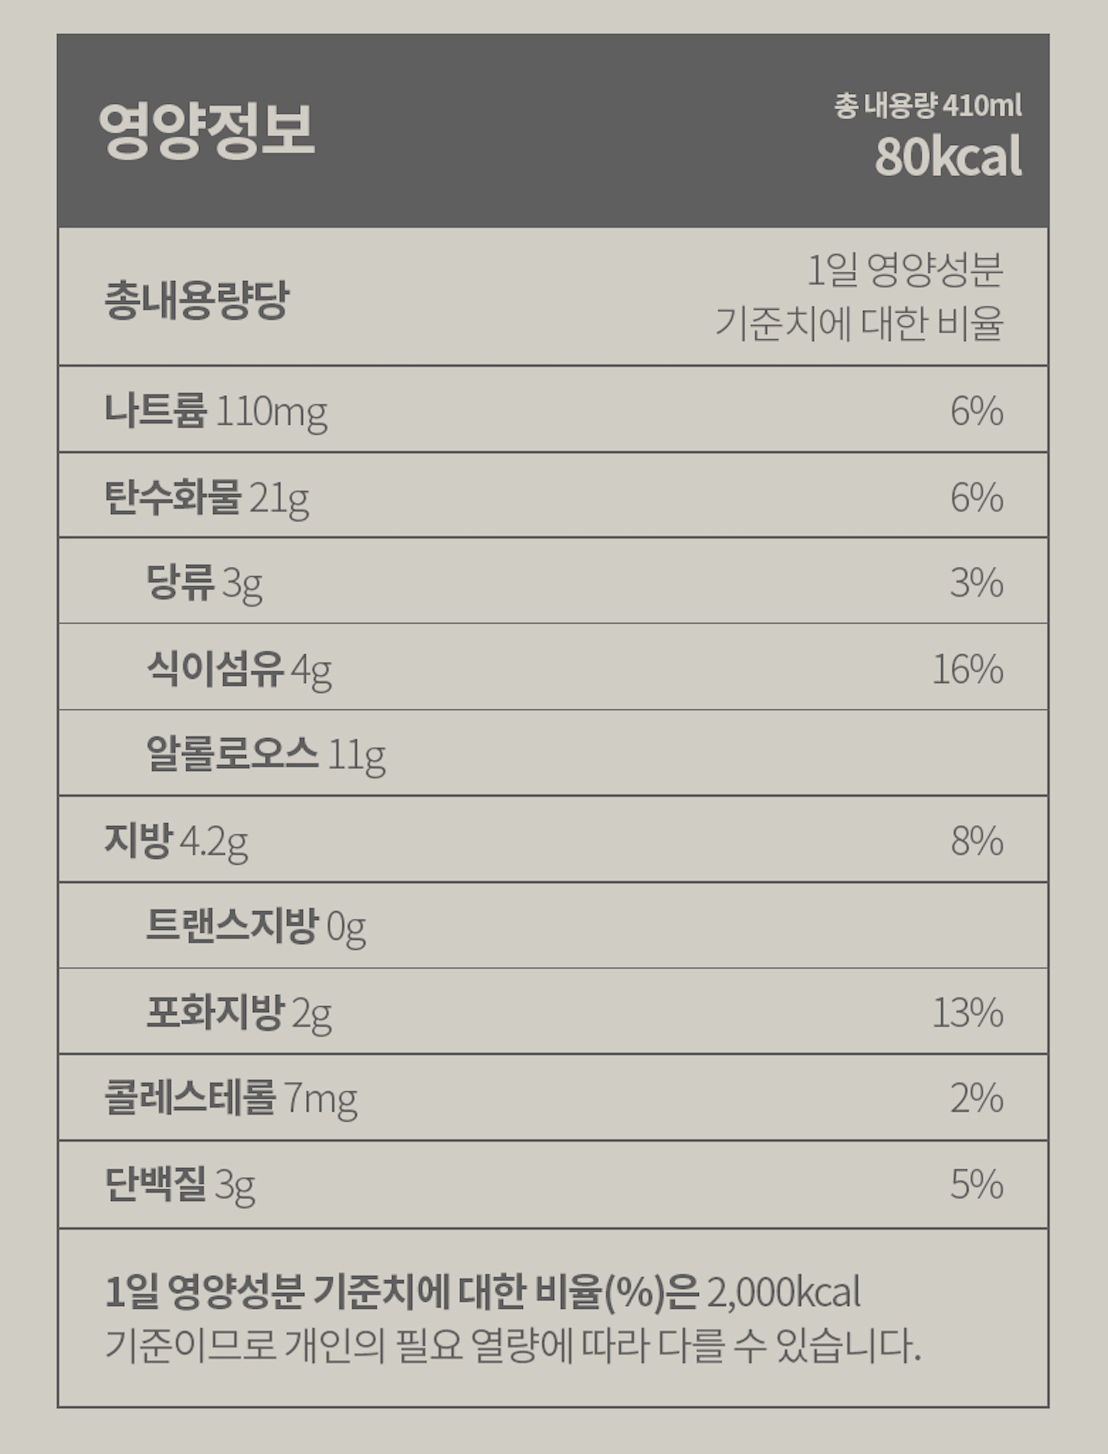 영양정보
총 내용량 410ml
80kcal
총내용량당
1일 영양성분
기준치에 대한 비율
나트륨 110mg 6%
탄수화물 21g 6%
당류 3g 3%
식이섬유 4g 16%
알롤로오스 11g
지방 4.2g 8%
트랜스지방 0g
포화지방 2g 13%
콜레스테롤 7mg 2%
단백질 3g 5%
1일 영양성분 기준치에 대한 비율(%)은 2,000kcal
기준이므로 개인의 필요 열량에 따라 다를 수 있습니다.